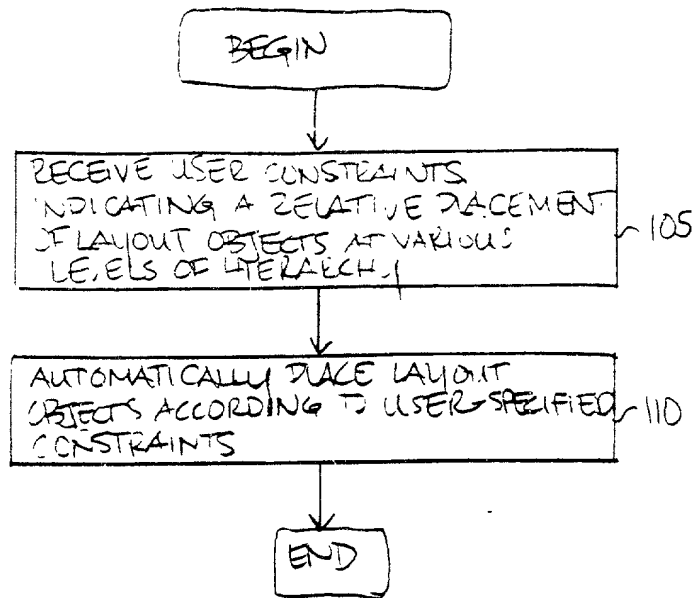 BEGIN
RECEIVE USER CONSTRAINTS
INDICATING A RELATIVE PLACEMENT
OF LAYOUT OBJECTS AT VARIOUS
LEVELS OF HIERARCHY
105
AUTOMATICALLY PLACE LAYOUT
OBJECTS ACCORDING TO USER-SPECIFIED
CONSTRAINTS
110
END